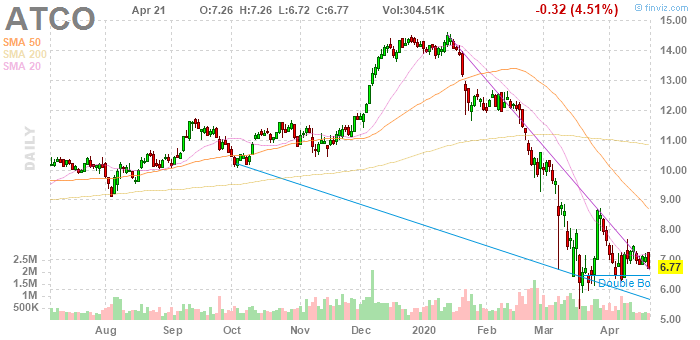 ATCO Apr 21 O:7.26 H:7.26 L:6.72 C:6.77 Vol:304.51K -0.32 (4.51%) © finviz.com
SMA 50
SMA 200
SMA 20
DAILY
15.00
14.00
13.00
12.00
11.00
10.00
9.00
8.00
7.00
6.77
6.00
5.00
2.5M
2M
1.5M
1M
500K
Double Bo
Aug Sep Oct Nov Dec 2020 Feb Mar Apr